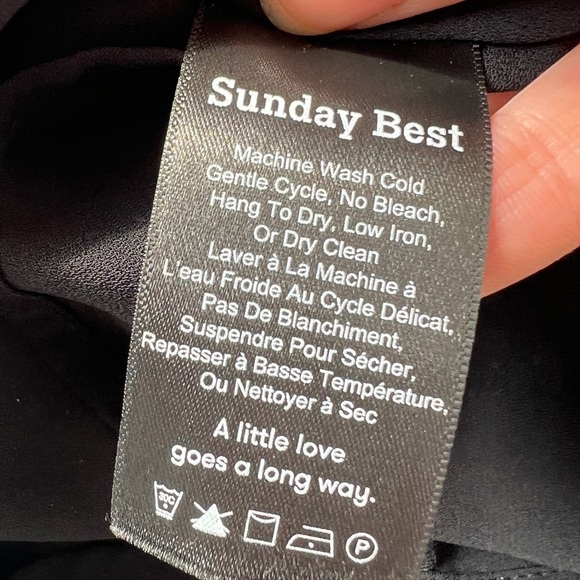 Sunday Best
Machine Wash Cold
Gentle Cycle, No Bleach,
Hang To Dry, Low Iron,
Or Dry Clean
Laver à La Machine à
L'eau Froide Au Cycle Délicat,
Pas De Blanchiment,
Suspendre Pour Sécher,
Repasser à Basse Température,
Ou Nettoyer à Sec
A little love
goes a long way.
30C P